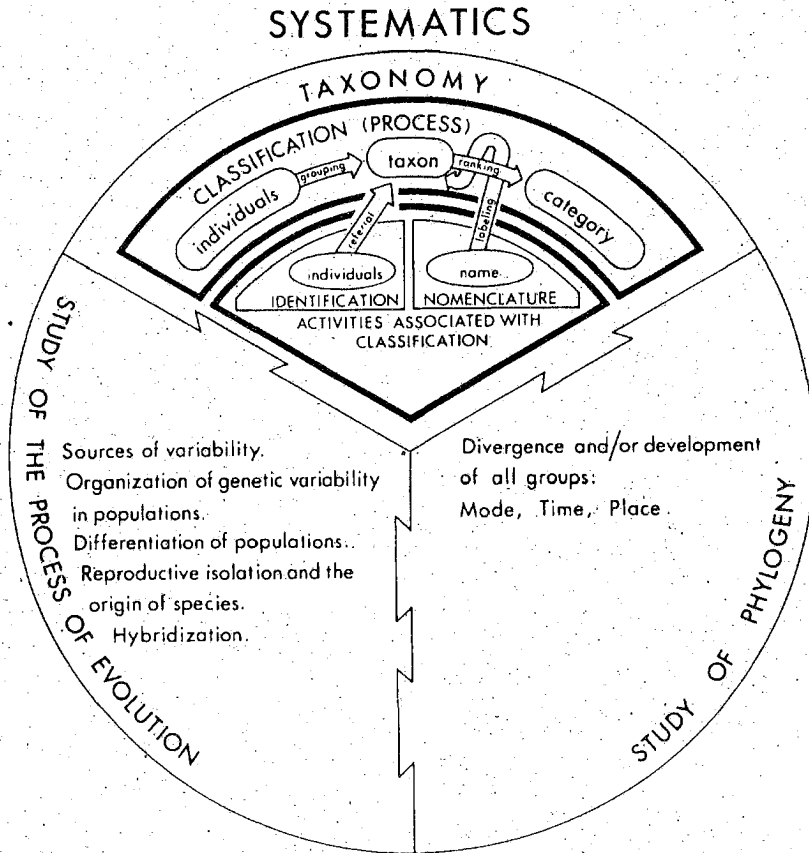 SYSTEMATICS
TAXONOMY
CLASSIFICATION (PROCESS)
individuals
grouping
taxon
ranking
category
referral
labeling
individuals
name
IDENTIFICATION
NOMENCLATURE
ACTIVITIES ASSOCIATED WITH
CLASSIFICATION
STUDY OF THE PROCESS OF EVOLUTION
Sources of variability.
Organization of genetic variability
in populations.
Differentiation of populations.
Reproductive isolation and the
origin of species.
Hybridization.
Divergence and/or development
of all groups:
Mode, Time, Place.
STUDY OF PHYLOGENY